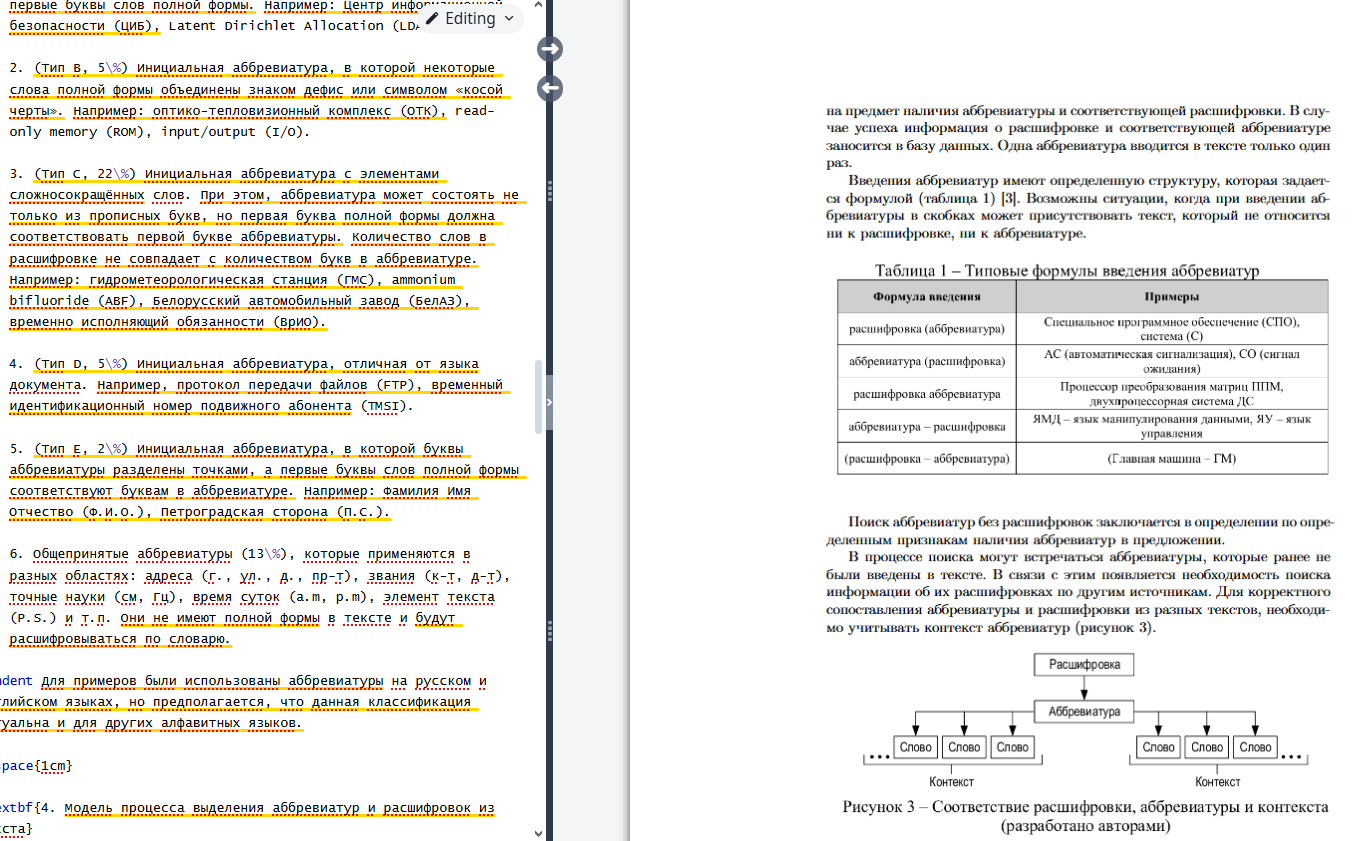 первые буквы слов полной формы. Например: Центр информационной
безопасности (ЦИБ), Latent Dirichlet Allocation (LDA
Editing
2. (Тип B, 5\%) Инициальная аббревиатура, в которой некоторые
слова полной формы объединены знаком дефис или символом «косой
черты». Например: оптико-тепловизионный комплекс (ОТК), read-
only memory (ROM), input/output (I/O).
3. (Тип C, 22\%) Инициальная аббревиатура с элементами
сложносокращённых слов. При этом, аббревиатура может состоять не
только из прописных букв, но первая буква полной формы должна
соответствовать первой букве аббревиатуры. Количество слов в
расшифровке не совпадает с количеством букв в аббревиатуре.
Например: гидрометеорологическая станция (ГМС), ammonium
bifluoride (ABF), Белорусский автомобильный завод (БелАЗ),
временно исполняющий обязанности (ВрИО).
4. (Тип D, 5\%) Инициальная аббревиатура, отличная от языка
документа. Например, протокол передачи файлов (FTP), временный
идентификационный номер подвижного абонента (TMSI).
5. (Тип E, 2\%) Инициальная аббревиатура, в которой буквы
аббревиатуры разделены точками, а первые буквы слов полной формы
соответствуют буквам в аббревиатуре. Например: Фамилия Имя
Отчество (Ф.И.О.), Петроградская сторона (П.С.).
6. Общепринятые аббревиатуры (13\%), которые применяются в
разных областях: адреса (г., ул., д., пр-т), звания (к-т, д-т),
точные науки (см, Гц), время суток (a.m, p.m), элемент текста
(P.S.) и т.п. Они не имеют полной формы в тексте и будут
расшифровываться по словарю.
ndent Для примеров были использованы аббревиатуры на русском и
глийском языках, но предполагается, что данная классификация
туальна и для других алфавитных языков.
space{1cm}
extbf{4. Модель процесса выделения аббревиатур и расшифровок из
кста}
на предмет наличия аббревиатуры и соответствующей расшифровки. В слу-
чае успеха информация о расшифровке и соответствующей аббревиатуре
заносится в базу данных. Одна аббревиатура вводится в тексте только один
раз.
Введения аббревиатур имеют определенную структуру, которая задает-
ся формулой (таблица 1) [3]. Возможны ситуации, когда при введении аб-
бревиатуры в скобках может присутствовать текст, который не относится
ни к расшифровке, ни к аббревиатуре.
Таблица 1 – Типовые формулы введения аббревиатур
Формула введения Примеры
расшифровка (аббревиатура) Специальное программное обеспечение (СПО),
система (С)
аббревиатура (расшифровка) АС (автоматическая сигнализация), СО (сигнал
ожидания)
расшифровка аббревиатура Процессор преобразования матриц ППМ,
двухпроцессорная система ДС
аббревиатура – расшифровка ЯМД – язык манипулирования данными, ЯУ – язык
управления
(расшифровка – аббревиатура) (Главная машина – ГМ)
Поиск аббревиатур без расшифровок заключается в определении по опре-
деленным признакам наличия аббревиатур в предложении.
В процессе поиска могут встречаться аббревиатуры, которые ранее не
были введены в тексте. В связи с этим появляется необходимость поиска
информации об их расшифровках по другим источникам. Для корректного
сопоставления аббревиатуры и расшифровки из разных текстов, необходи-
мо учитывать контекст аббревиатур (рисунок 3).
Расшифровка
Аббревиатура
... Слово Слово Слово Слово Слово Слово ...
Контекст Контекст
Рисунок 3 – Соответствие расшифровки, аббревиатуры и контекста
(разработано авторами)